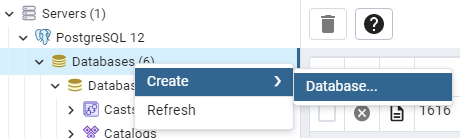 Servers (1)
PostgreSQL 12
Databases (6)
Create
Database...
Refresh
Casts
Catalogs
1616